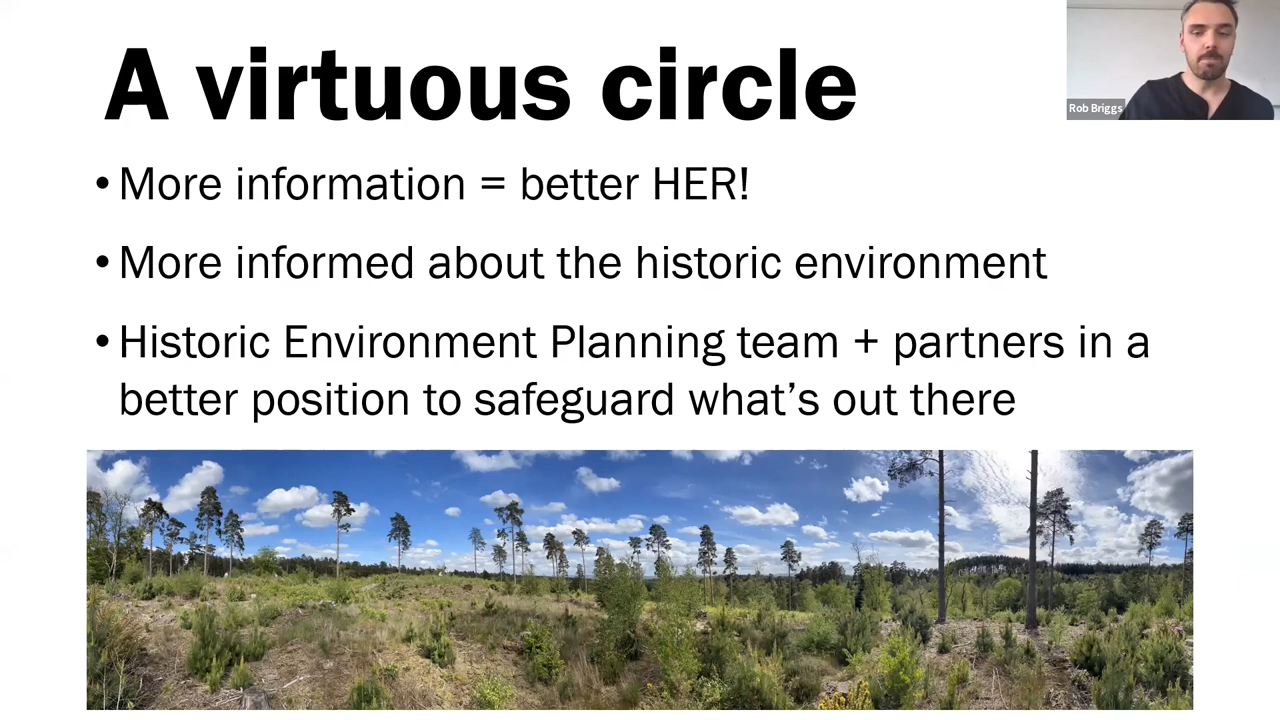 A virtuous circle
Rob Briggs
• More information = better HER!
• More informed about the historic environment
• Historic Environment Planning team + partners in a
better position to safeguard what’s out there